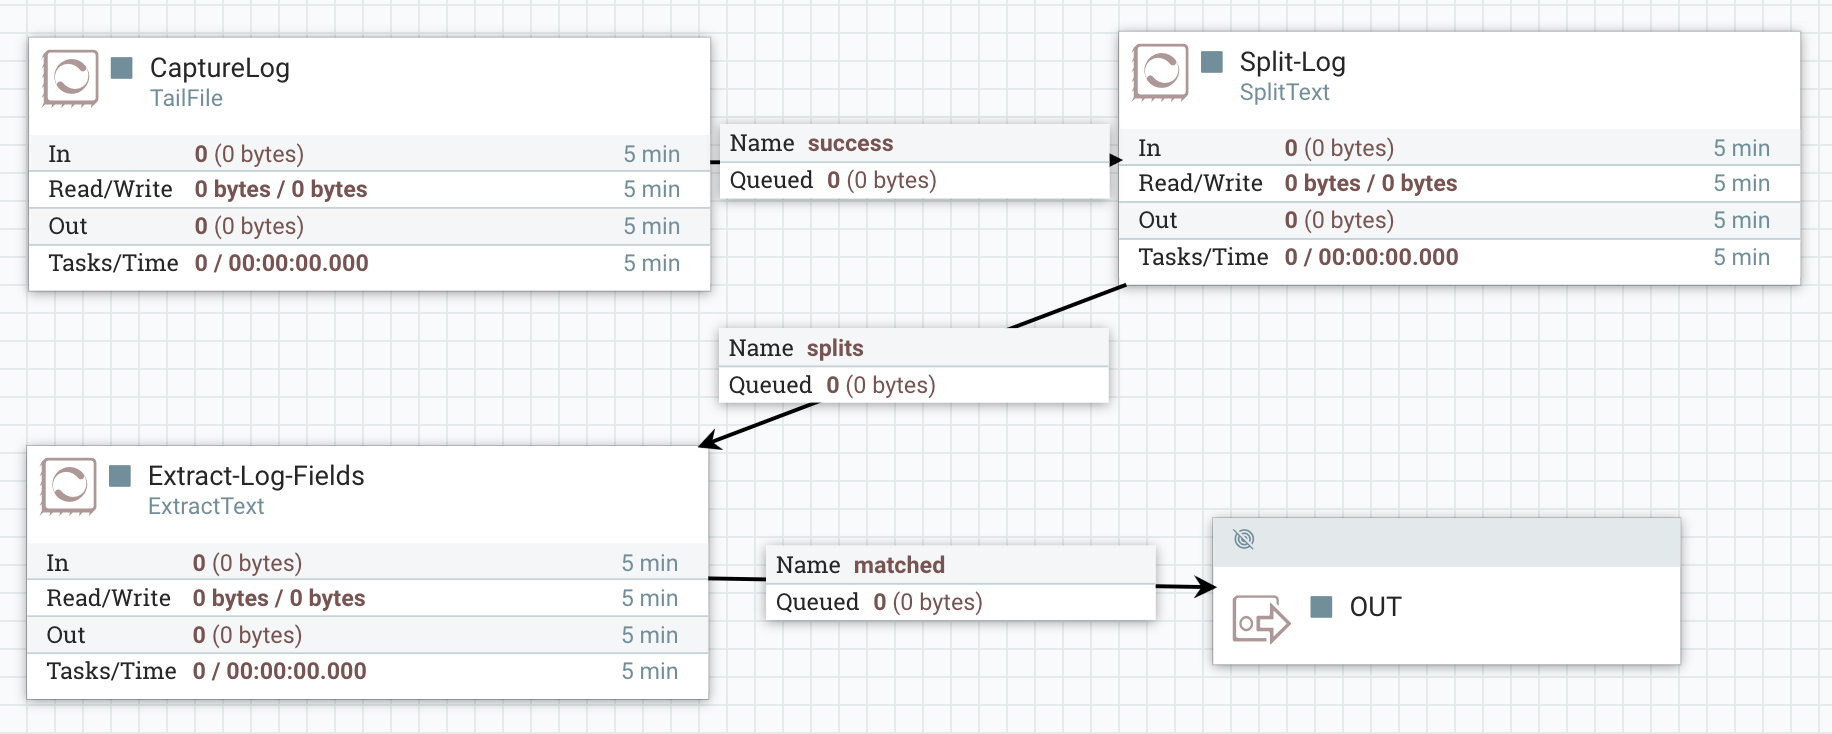 CaptureLog
TailFile
In 0 (0 bytes) 5 min
Read/Write 0 bytes / 0 bytes 5 min
Out 0 (0 bytes) 5 min
Tasks/Time 0 / 00:00:00.000 5 min
Name success
Queued 0 (0 bytes)
Split-Log
SplitText
In 0 (0 bytes) 5 min
Read/Write 0 bytes / 0 bytes 5 min
Out 0 (0 bytes) 5 min
Tasks/Time 0 / 00:00:00.000 5 min
Name splits
Queued 0 (0 bytes)
Extract-Log-Fields
ExtractText
In 0 (0 bytes) 5 min
Read/Write 0 bytes / 0 bytes 5 min
Out 0 (0 bytes) 5 min
Tasks/Time 0 / 00:00:00.000 5 min
Name matched
Queued 0 (0 bytes)
OUT